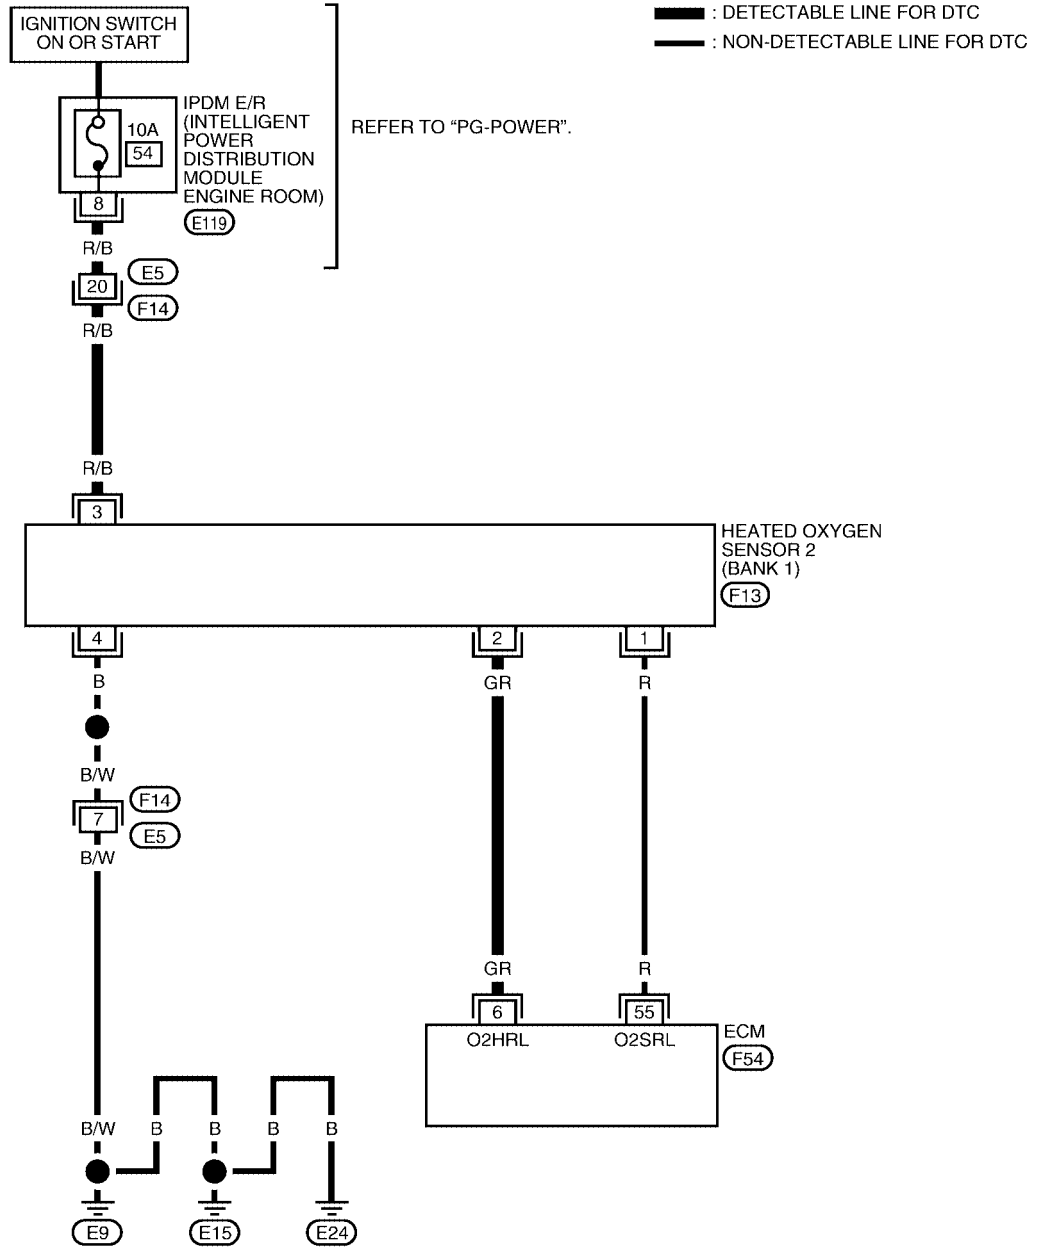 IGNITION SWITCH
ON OR START
: DETECTABLE LINE FOR DTC
: NON-DETECTABLE LINE FOR DTC
10A
54
IPDM E/R
(INTELLIGENT
POWER
DISTRIBUTION
MODULE
ENGINE ROOM)
E119
REFER TO “PG-POWER”.
8
R/B
20
E5
F14
R/B
R/B
3
HEATED OXYGEN
SENSOR 2
(BANK 1)
F13
4
2
1
B
GR
R
B/W
7
F14
E5
B/W
GR
R
6
55
O2HRL
O2SRL
ECM
F54
B/W
B
B
B
B
E9
E15
E24